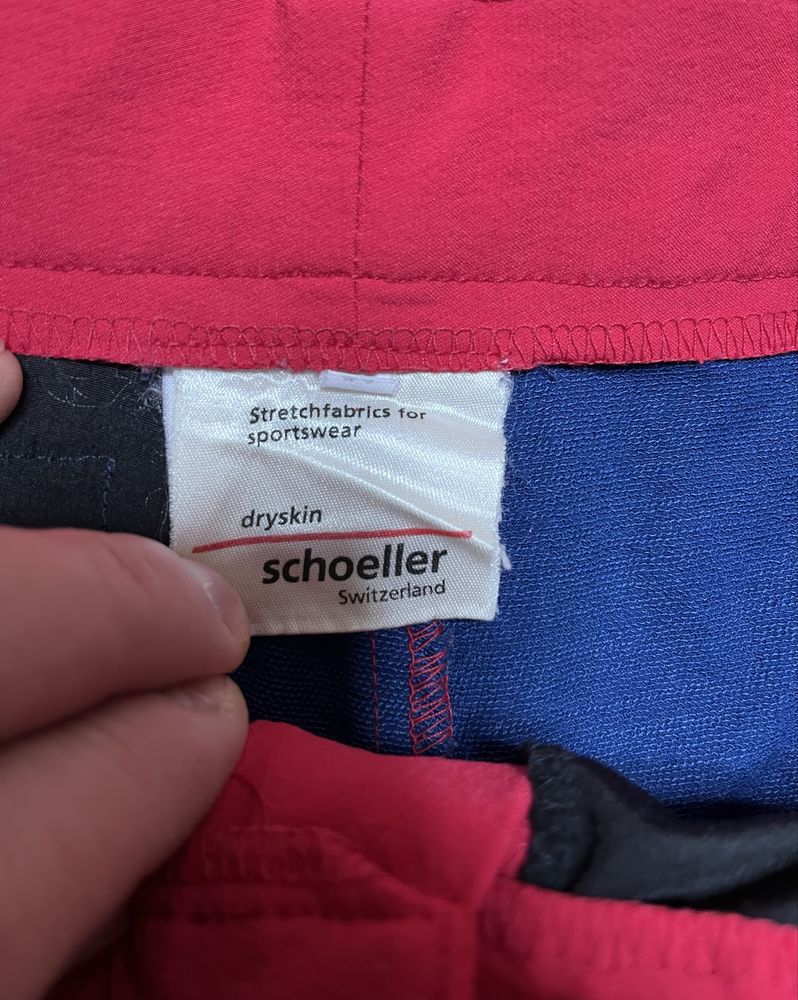 Stretchfabrics for
sportswear
dryskin
schoeller
Switzerland